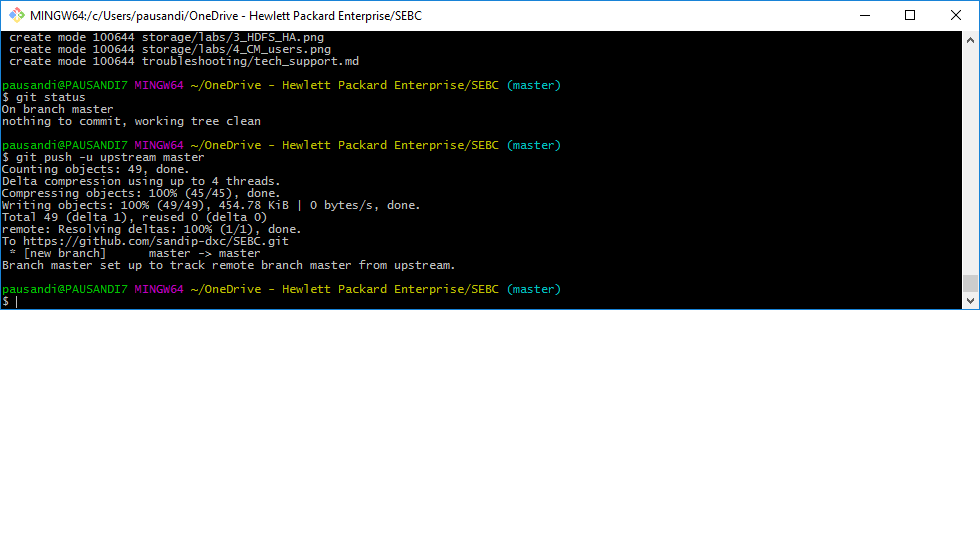 MINGW64:/c/Users/pausandi/OneDrive - Hewlett Packard Enterprise/SEBC
create mode 100644 storage/labs/3_HDFS_HA.png
create mode 100644 storage/labs/4_CM_users.png
create mode 100644 troubleshooting/tech_support.md
pausandi@PAUSANDI7 MINGW64 ~/OneDrive - Hewlett Packard Enterprise/SEBC (master)
$ git status
On branch master
nothing to commit, working tree clean
pausandi@PAUSANDI7 MINGW64 ~/OneDrive - Hewlett Packard Enterprise/SEBC (master)
$ git push -u upstream master
Counting objects: 49, done.
Delta compression using up to 4 threads.
Compressing objects: 100% (45/45), done.
Writing objects: 100% (49/49), 454.78 KiB | 0 bytes/s, done.
Total 49 (delta 1), reused 0 (delta 0)
remote: Resolving deltas: 100% (1/1), done.
To https://github.com/sandip-dxc/SEBC.git
* [new branch]      master -> master
Branch master set up to track remote branch master from upstream.
pausandi@PAUSANDI7 MINGW64 ~/OneDrive - Hewlett Packard Enterprise/SEBC (master)
$